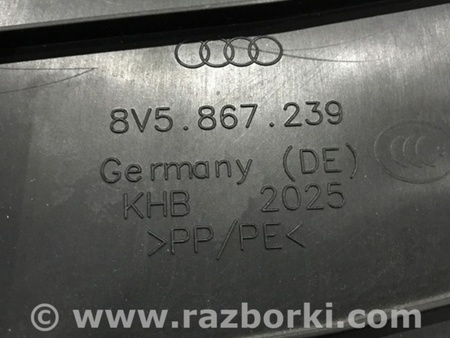 8V5.867.239
Germany (DE)
KHB 2025
>PP/PE<
© www.razborki.com